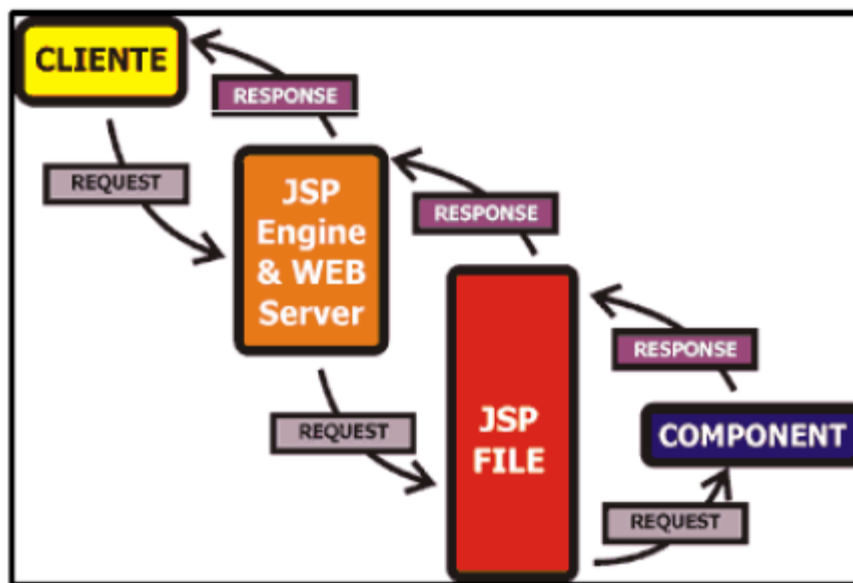 CLIENTE
RESPONSE
REQUEST
JSP
Engine
& WEB
Server
RESPONSE
REQUEST
JSP
FILE
RESPONSE
COMPONENT
REQUEST